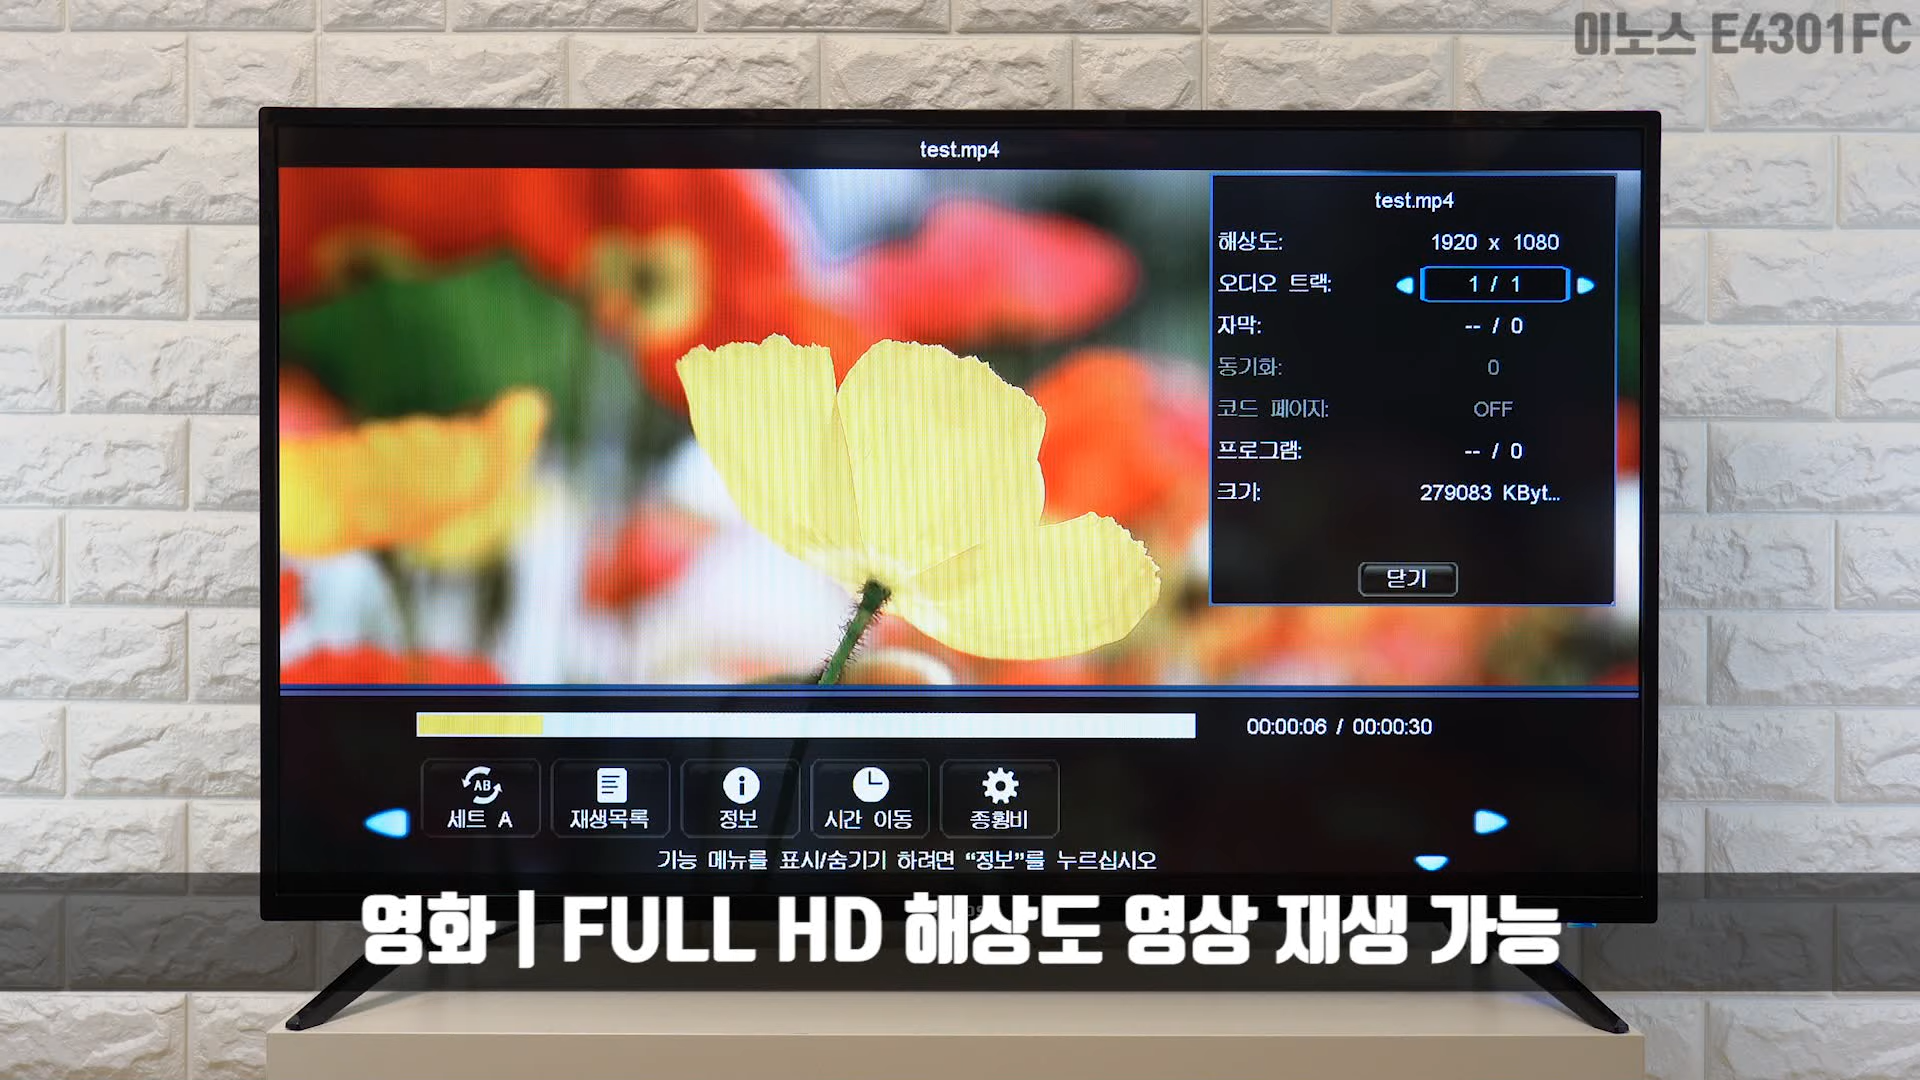 이노스 E4301FC
test.mp4
test.mp4
해상도: 1920 x 1080
오디오 트랙: 1 / 1
자막: -- / 0
동기화: 0
코드 페이지: OFF
프로그램: -- / 0
크기: 279083 KByt...
닫기
00:00:06 / 00:00:30
AB
세트 A 재생목록 정보 시간 이동 종횡비
기능 메뉴를 표시/숨기기 하려면 “정보”를 누르십시오
영화 | FULL HD 해상도 영상 재생 가능